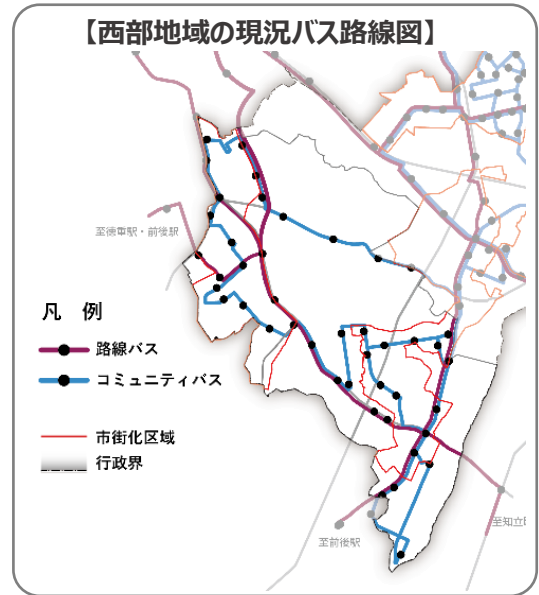 【西部地域の現況バス路線図】
至徳重駅・前後駅
凡 例
路線バス
コミュニティバス
市街化区域
行政界
至知立
至前後駅